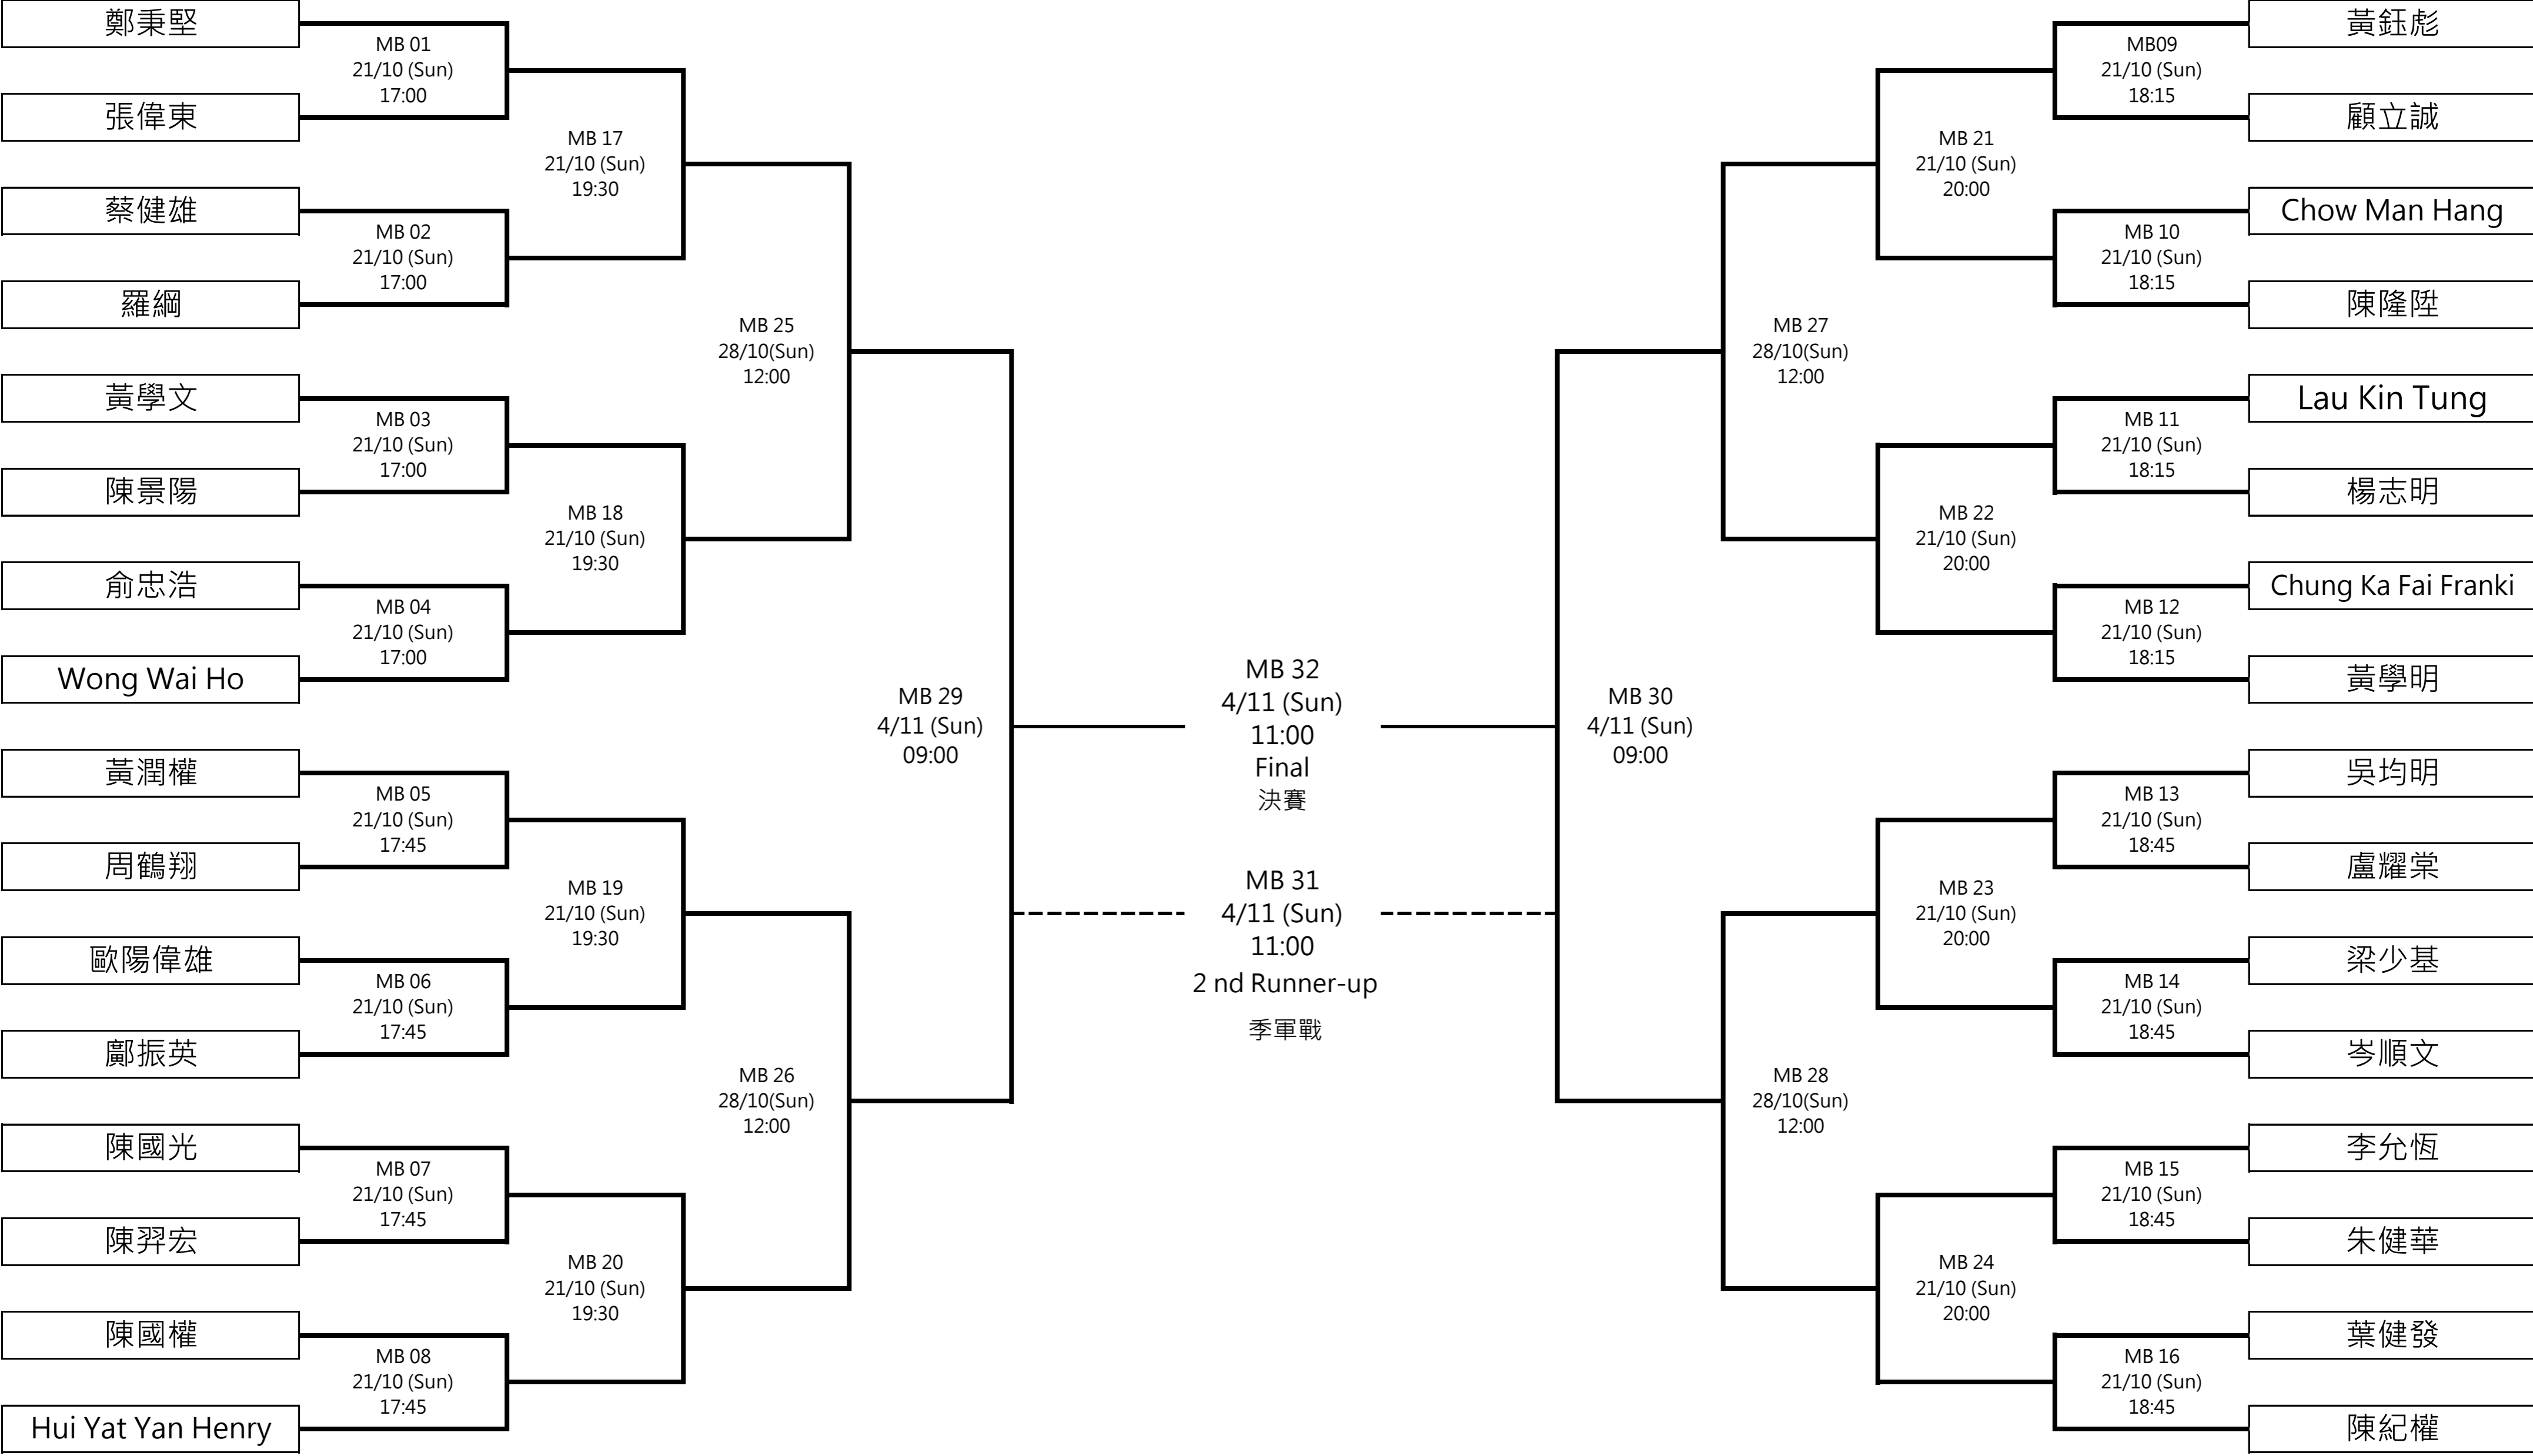 鄭秉堅
MB 01
21/10 (Sun)
17:00
張偉東
MB 17
21/10 (Sun)
19:30
蔡健雄
MB 02
21/10 (Sun)
17:00
羅綱
MB 25
28/10(Sun)
12:00
黃學文
MB 03
21/10 (Sun)
17:00
陳景陽
MB 18
21/10 (Sun)
19:30
俞忠浩
MB 04
21/10 (Sun)
17:00
Wong Wai Ho
MB 29
4/11 (Sun)
09:00
黃潤權
MB 05
21/10 (Sun)
17:45
周鶴翔
MB 19
21/10 (Sun)
19:30
歐陽偉雄
MB 06
21/10 (Sun)
17:45
鄺振英
MB 26
28/10(Sun)
12:00
陳國光
MB 07
21/10 (Sun)
17:45
陳羿宏
MB 20
21/10 (Sun)
19:30
陳國權
MB 08
21/10 (Sun)
17:45
Hui Yat Yan Henry
MB 32
4/11 (Sun)
11:00
Final
決賽
MB 31
4/11 (Sun)
11:00
2 nd Runner-up
季軍戰
黃鈺彪
MB09
21/10 (Sun)
18:15
顧立誠
MB 21
21/10 (Sun)
20:00
Chow Man Hang
MB 10
21/10 (Sun)
18:15
陳隆陞
MB 27
28/10(Sun)
12:00
Lau Kin Tung
MB 11
21/10 (Sun)
18:15
楊志明
MB 22
21/10 (Sun)
20:00
Chung Ka Fai Franki
MB 12
21/10 (Sun)
18:15
黃學明
MB 30
4/11 (Sun)
09:00
吳均明
MB 13
21/10 (Sun)
18:45
盧耀棠
MB 23
21/10 (Sun)
20:00
梁少基
MB 14
21/10 (Sun)
18:45
岑順文
MB 28
28/10(Sun)
12:00
李允恆
MB 15
21/10 (Sun)
18:45
朱健華
MB 24
21/10 (Sun)
20:00
葉健發
MB 16
21/10 (Sun)
18:45
陳紀權